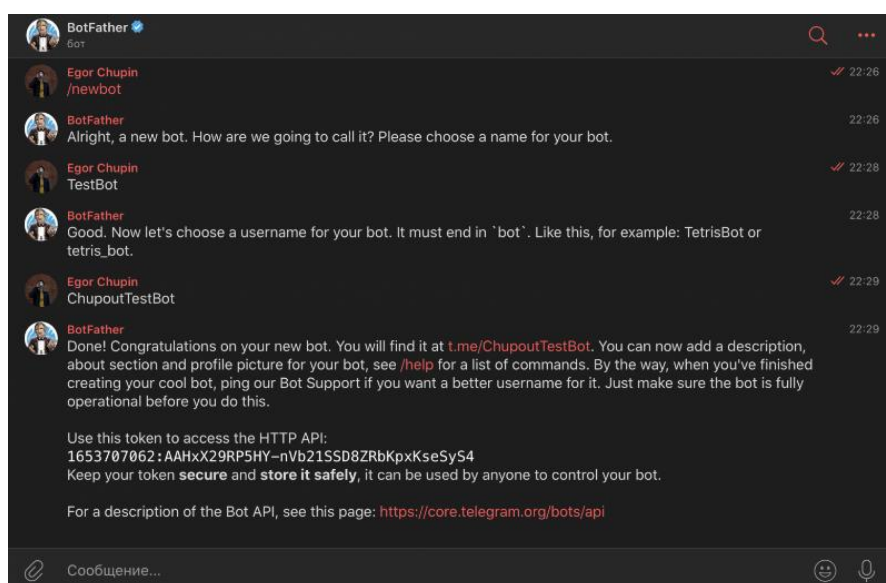 BotFather
бот
Egor Chupin
/newbot
22:26
BotFather
Alright, a new bot. How are we going to call it? Please choose a name for your bot.
22:26
Egor Chupin
TestBot
22:28
BotFather
Good. Now let's choose a username for your bot. It must end in `bot`. Like this, for example: TetrisBot or
tetris_bot.
22:28
Egor Chupin
ChupoutTestBot
22:29
BotFather
Done! Congratulations on your new bot. You will find it at t.me/ChupoutTestBot. You can now add a description,
about section and profile picture for your bot, see /help for a list of commands. By the way, when you've finished
creating your cool bot, ping our Bot Support if you want a better username for it. Just make sure the bot is fully
operational before you do this.
22:29
Use this token to access the HTTP API:
1653707062:AAHxX29RP5HY-nVb21SSD8ZRbKpxKseSyS4
Keep your token secure and store it safely, it can be used by anyone to control your bot.
For a description of the Bot API, see this page: https://core.telegram.org/bots/api
Сообщение...